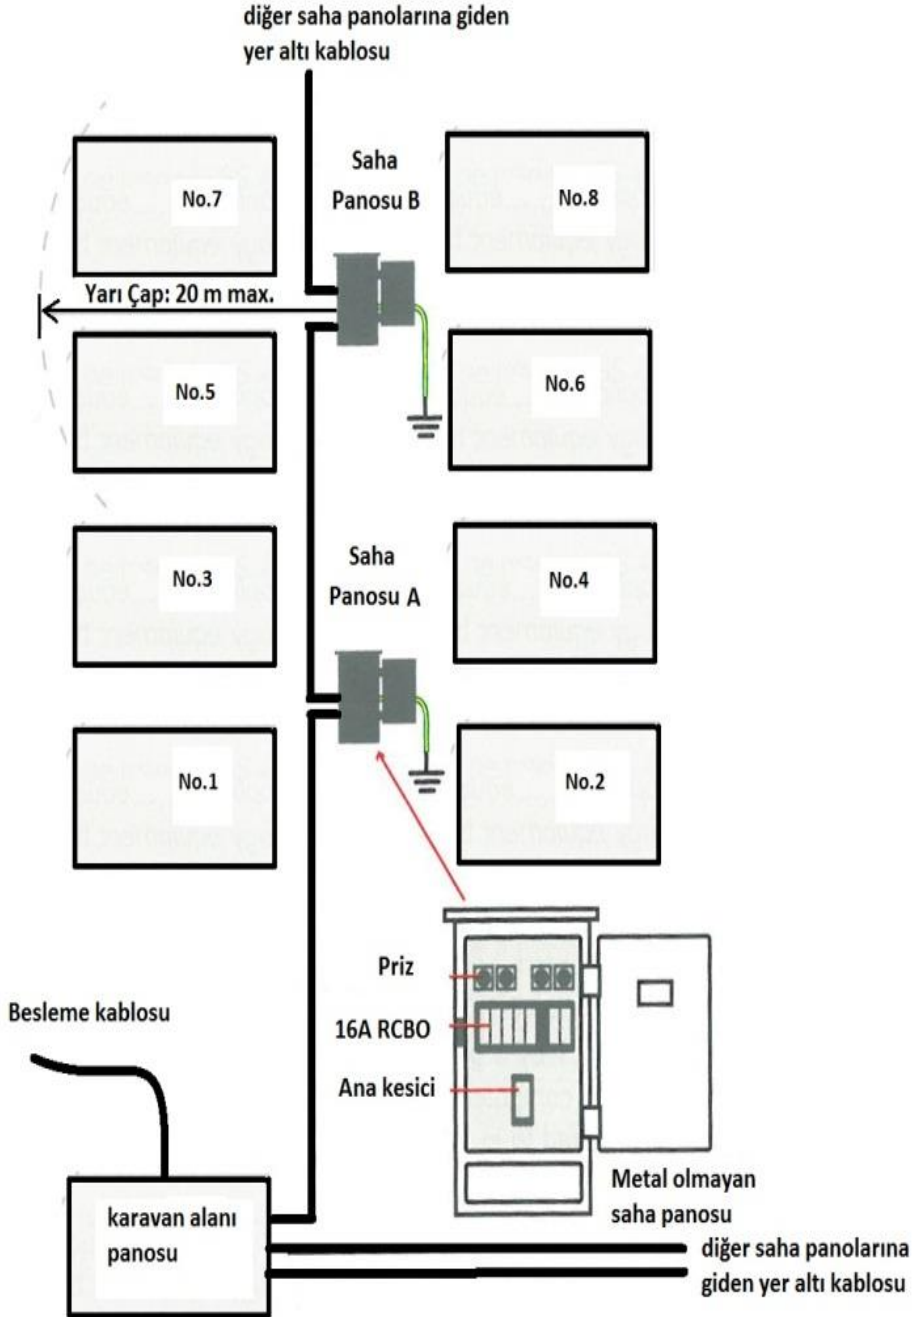 diğer saha panolarına giden
yer altı kablosu
Saha
Panosu B
No.7
No.8
Yarı Çap: 20 m max.
No.5
No.6
Saha
Panosu A
No.3
No.4
No.1
No.2
Priz
16A RCBO
Ana kesici
Besleme kablosu
Metal olmayan
saha panosu
karavan alanı
panosu
diğer saha panolarına
giden yer altı kablosu